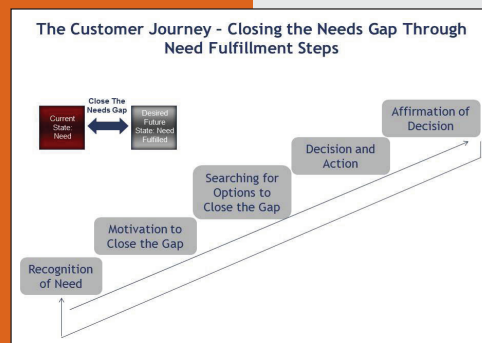 The Customer Journey - Closing the Needs Gap Through
Need Fulfillment Steps
Close The
Needs Gap
Current
State:
Need
Desired
Future
State: Need
Fulfilled
Affirmation of
Decision
Decision and
Action
Searching for
Options to
Close the Gap
Motivation to
Close the Gap
Recognition
of Need